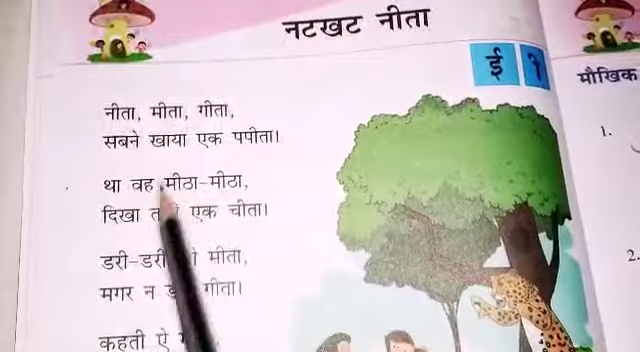 नटखट नीता
ई ी
मौखिक
नीता, मीता, गीता,
सबने खाया एक पपीता।
1.
था वह मीठा-मीठा,
दिखा एक चीता।
डरी-डरी मीता,
2.
मगर न गीता।
कहती ऐ